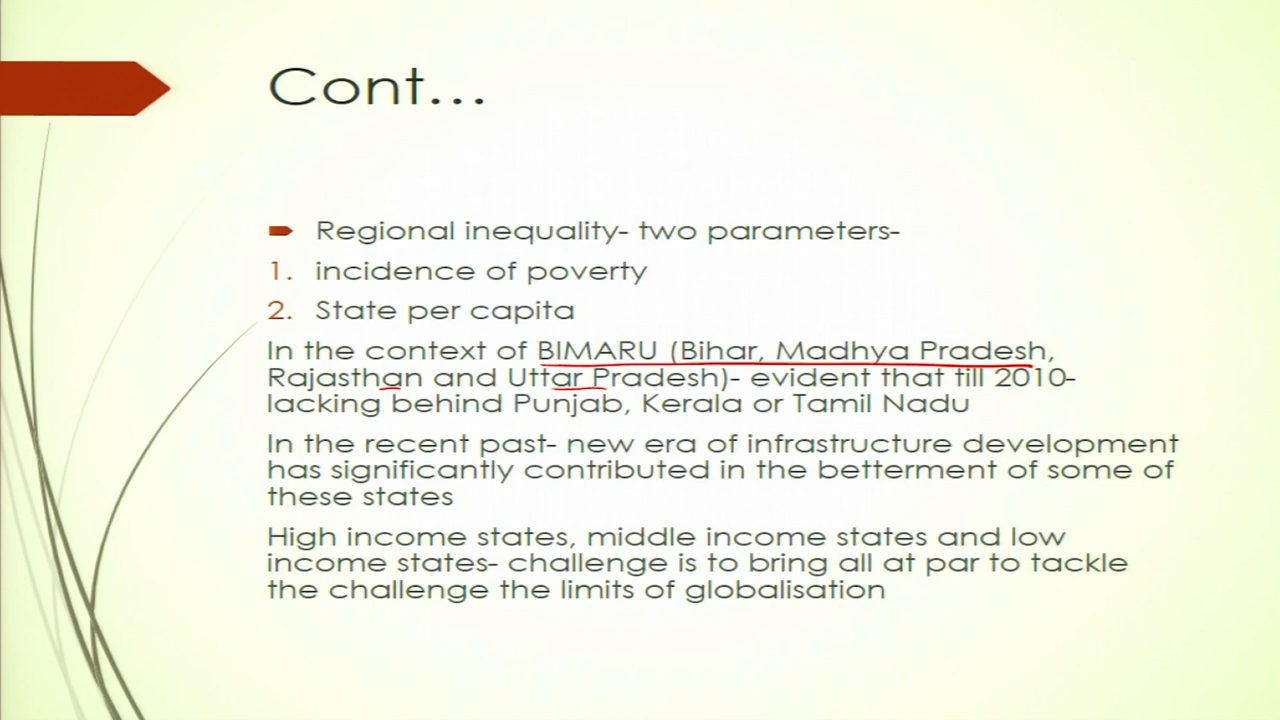 Cont...
Regional inequality- two parameters-
1. incidence of poverty
2. State per capita
In the context of BIMARU (Bihar, Madhya Pradesh,
Rajasthan and Uttar Pradesh)- evident that till 2010-
lacking behind Punjab, Kerala or Tamil Nadu
In the recent past- new era of infrastructure development
has significantly contributed in the betterment of some of
these states
High income states, middle income states and low
income states- challenge is to bring all at par to tackle
the challenge the limits of globalisation